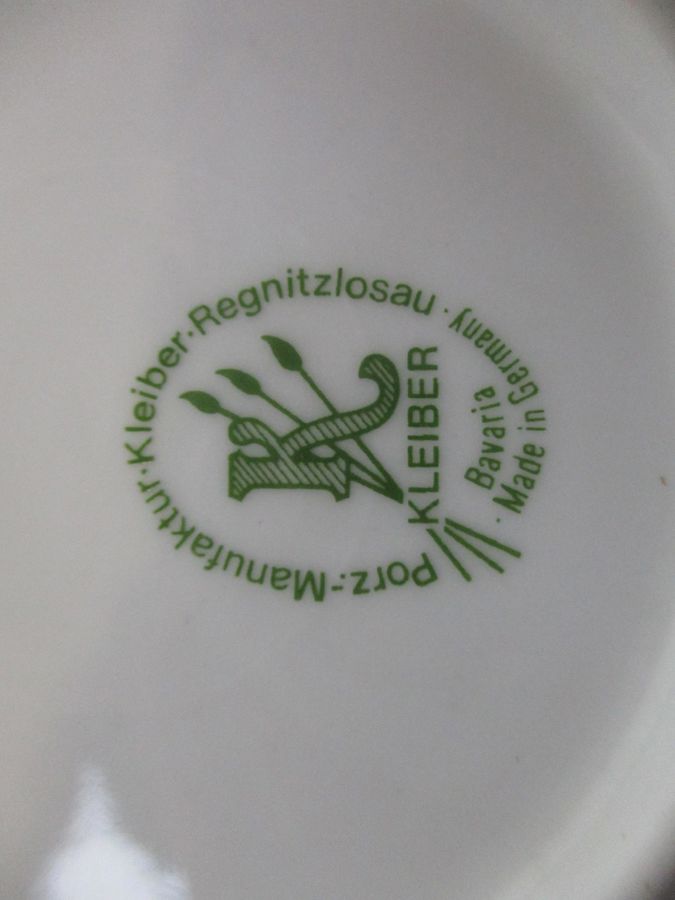 Porz.-Manufaktur·Kleiber·Regnitzlosau·
K
KLEIBER
Bavaria
· Made in Germany